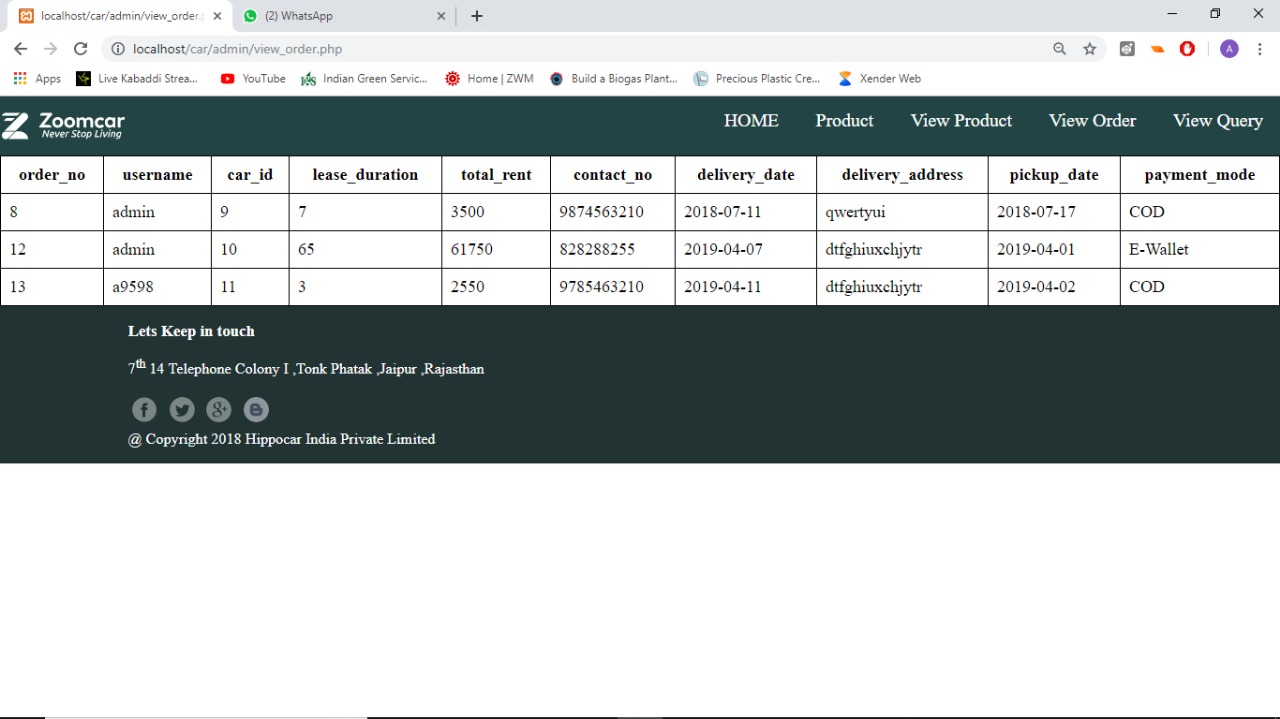 localhost/car/admin/view_order.p
(2) WhatsApp
localhost/car/admin/view_order.php
A
Apps Live Kabaddi Strea... YouTube Indian Green Servic... Home | ZWM Build a Biogas Plant... Precious Plastic Cre... Xender Web
Zoomcar
Never Stop Living
HOME Product View Product View Order View Query
order_no username car_id lease_duration total_rent contact_no delivery_date delivery_address pickup_date payment_mode
8 admin 9 7 3500 9874563210 2018-07-11 qwertyui 2018-07-17 COD
12 admin 10 65 61750 828288255 2019-04-07 dtfghiuxchjytr 2019-04-01 E-Wallet
13 a9598 11 3 2550 9785463210 2019-04-11 dtfghiuxchjytr 2019-04-02 COD
Lets Keep in touch
7th 14 Telephone Colony I ,Tonk Phatak ,Jaipur ,Rajasthan
@ Copyright 2018 Hippocar India Private Limited